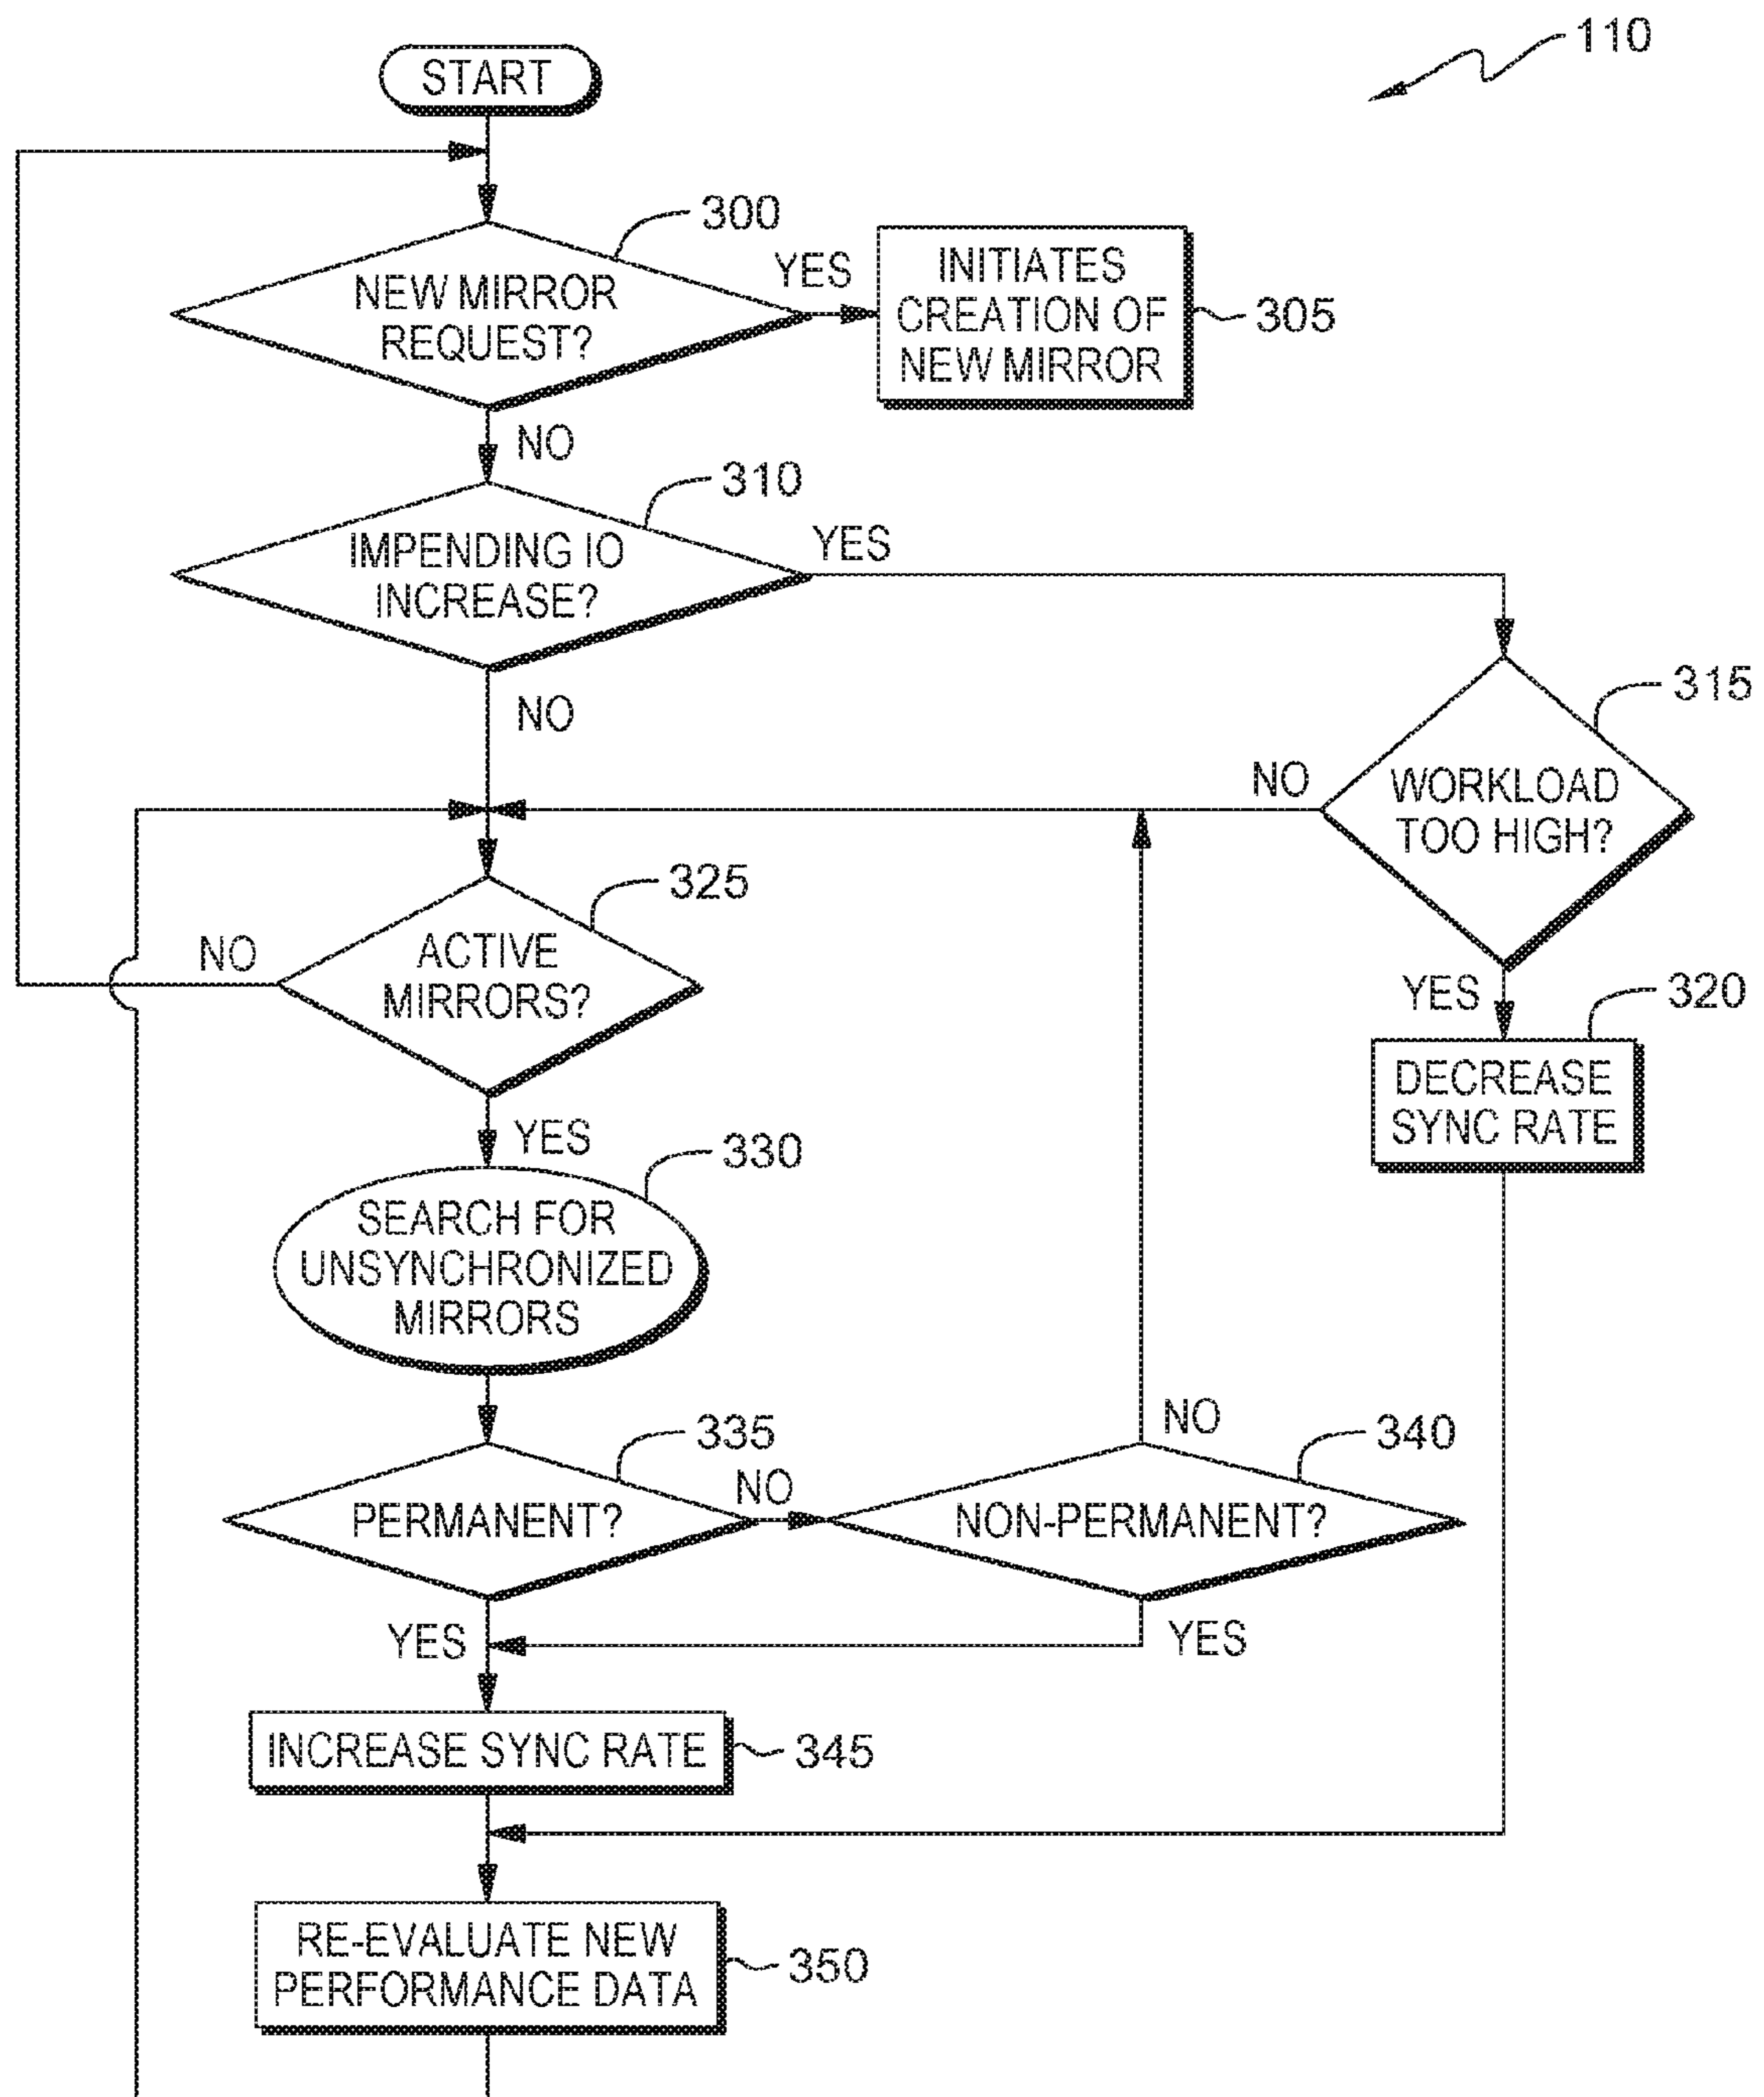 110
START
300
NEW MIRROR
REQUEST?
YES
INITIATES
CREATION OF
NEW MIRROR
305
NO
310
IMPENDING IO
INCREASE?
YES
NO
315
WORKLOAD
TOO HIGH?
NO
YES
320
DECREASE
SYNC RATE
325
ACTIVE
MIRRORS?
NO
YES
330
SEARCH FOR
UNSYNCHRONIZED
MIRRORS
335
PERMANENT?
NO
340
NON-PERMANENT?
NO
YES
YES
INCREASE SYNC RATE
345
RE-EVALUATE NEW
PERFORMANCE DATA
350